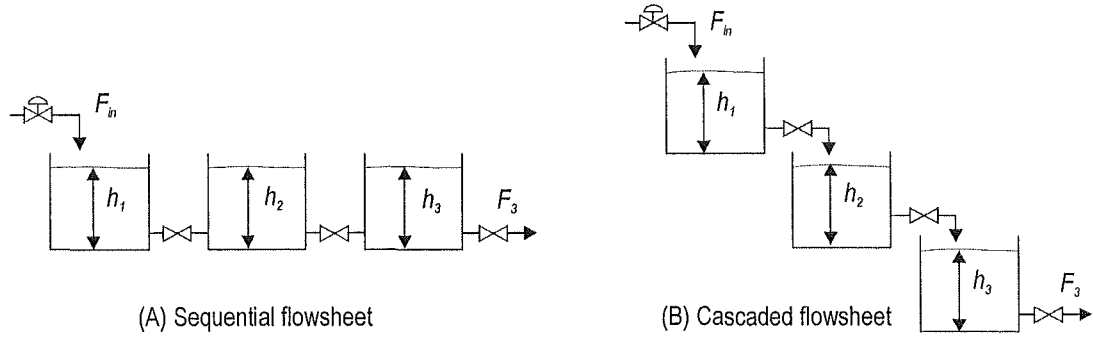 F_in
h_1
h_2
h_3
F_3
(A) Sequential flowsheet
F_in
h_1
h_2
h_3
F_3
(B) Cascaded flowsheet